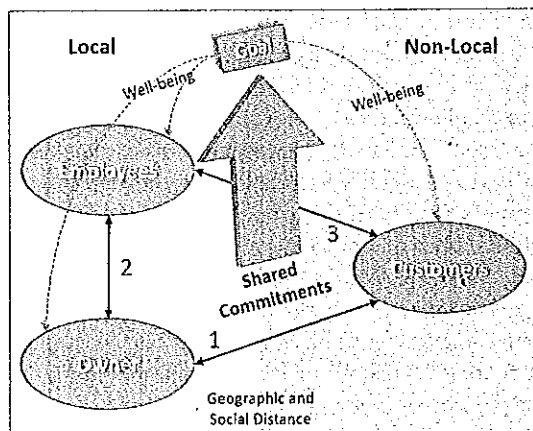 Local
Goal
Non-Local
Well-being
Well-being
Employees
3
2
Shared
Commitments
Customers
1
Owner
Geographic and
Social Distance